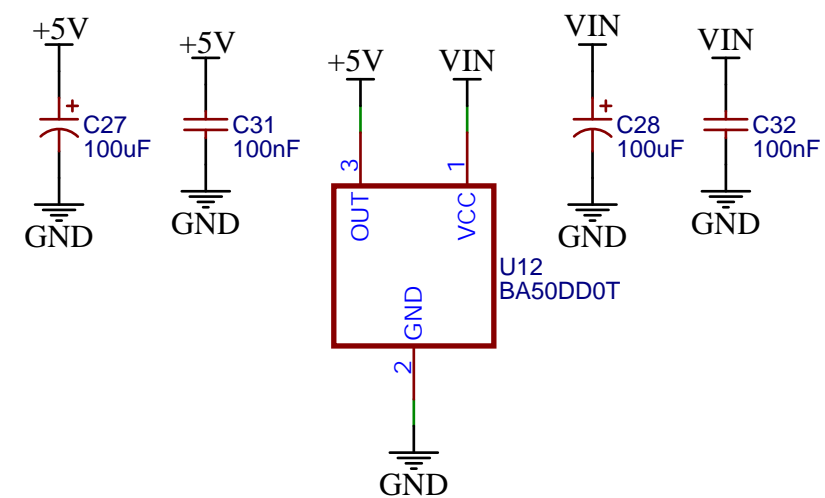 +5V
+
C27
100uF
GND
+5V
C31
100nF
GND
+5V
VIN
3
1
OUT
VCC
GND
2
U12
BA50DD0T
GND
VIN
+
C28
100uF
GND
VIN
C32
100nF
GND